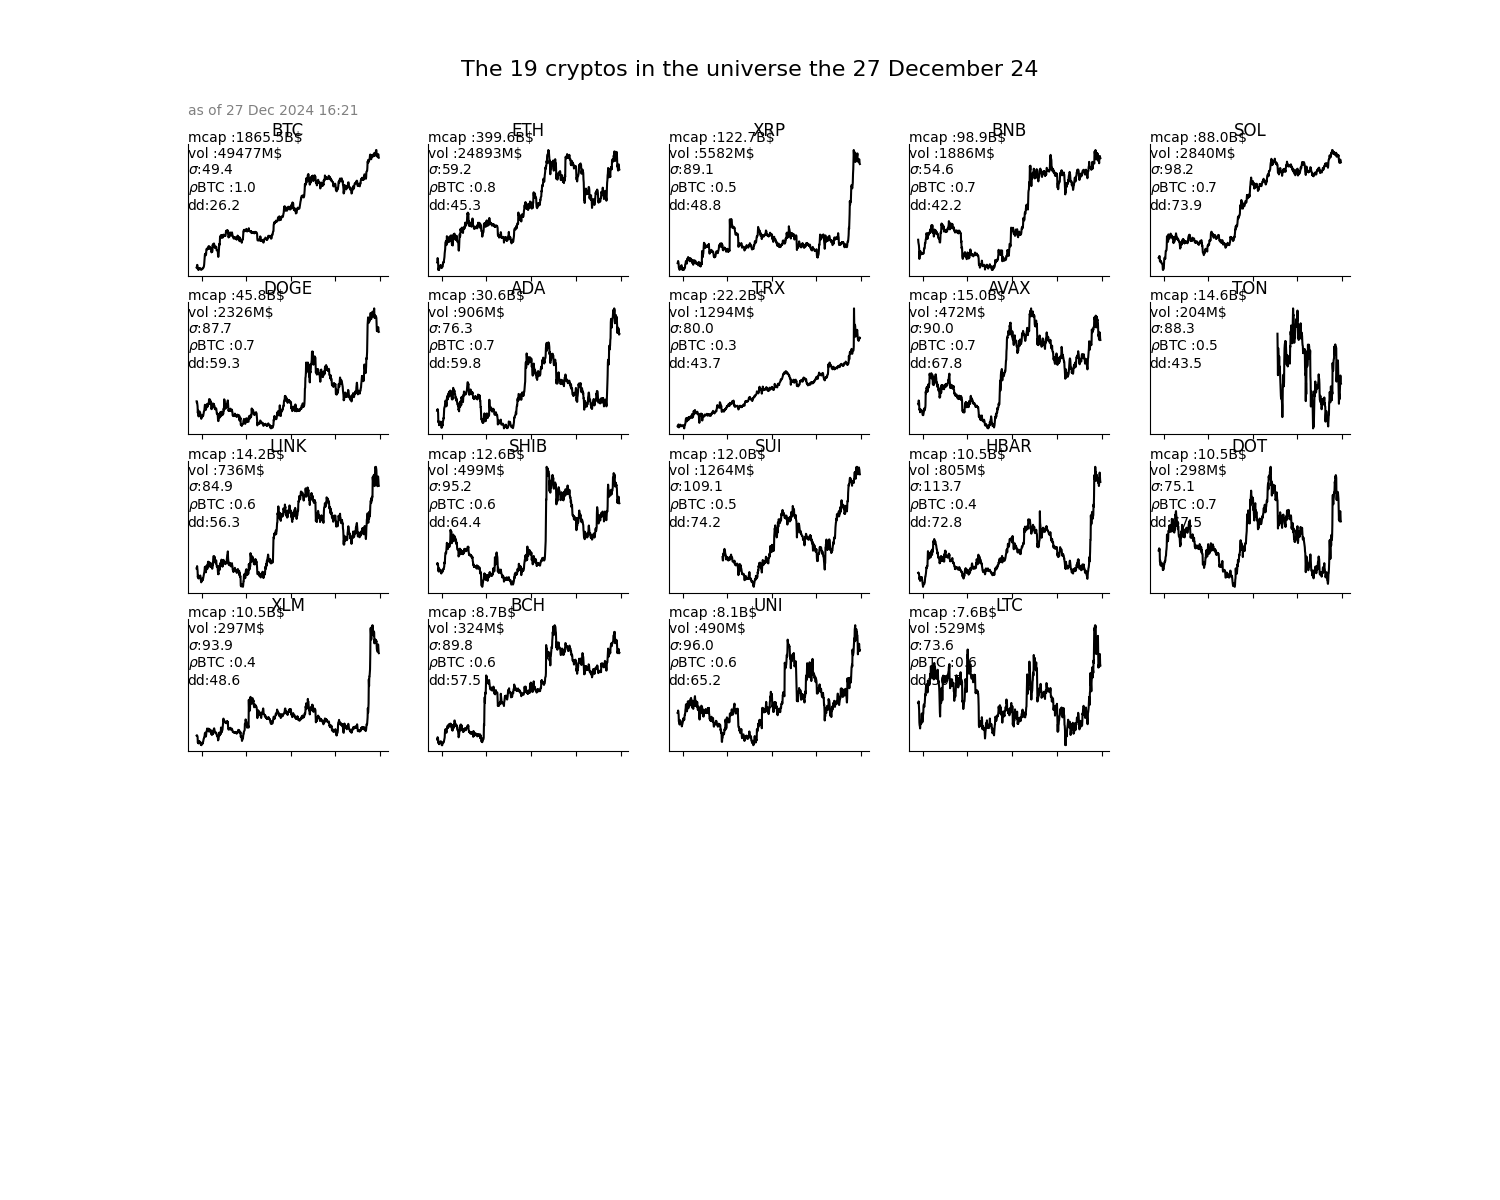 The 19 cryptos in the universe the 27 December 24
as of 27 Dec 2024 16:21
BTC
mcap :1865.5B$
vol :49477M$
σ:49.4
ρBTC :1.0
dd:26.2
ETH
mcap :399.6B$
vol :24893M$
σ:59.2
ρBTC :0.8
dd:45.3
XRP
mcap :122.7B$
vol :5582M$
σ:89.1
ρBTC :0.5
dd:48.8
BNB
mcap :98.9B$
vol :1886M$
σ:54.6
ρBTC :0.7
dd:42.2
SOL
mcap :88.0B$
vol :2840M$
σ:98.2
ρBTC :0.7
dd:73.9
DOGE
mcap :45.8B$
vol :2326M$
σ:87.7
ρBTC :0.7
dd:59.3
ADA
mcap :30.6B$
vol :906M$
σ:76.3
ρBTC :0.7
dd:59.8
TRX
mcap :22.2B$
vol :1294M$
σ:80.0
ρBTC :0.3
dd:43.7
AVAX
mcap :15.0B$
vol :472M$
σ:90.0
ρBTC :0.7
dd:67.8
TON
mcap :14.6B$
vol :204M$
σ:88.3
ρBTC :0.5
dd:43.5
LINK
mcap :14.2B$
vol :736M$
σ:84.9
ρBTC :0.6
dd:56.3
SHIB
mcap :12.6B$
vol :499M$
σ:95.2
ρBTC :0.6
dd:64.4
SUI
mcap :12.0B$
vol :1264M$
σ:109.1
ρBTC :0.5
dd:74.2
HBAR
mcap :10.5B$
vol :805M$
σ:113.7
ρBTC :0.4
dd:72.8
DOT
mcap :10.5B$
vol :298M$
σ:75.1
ρBTC :0.7
XLM
mcap :10.5B$
vol :297M$
σ:93.9
ρBTC :0.4
dd:48.6
BCH
mcap :8.7B$
vol :324M$
σ:89.8
ρBTC :0.6
dd:57.5
UNI
mcap :8.1B$
vol :490M$
σ:96.0
ρBTC :0.6
dd:65.2
LTC
mcap :7.6B$
vol :529M$
σ:73.6
ρBTC :0.6